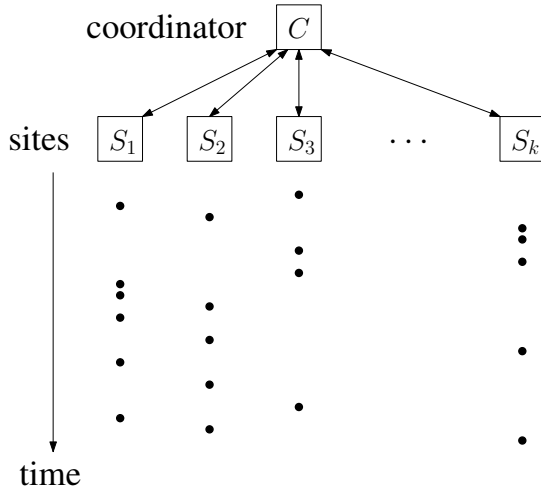 coordinator C
sites S₁ S₂ S₃ ··· Sₖ
time